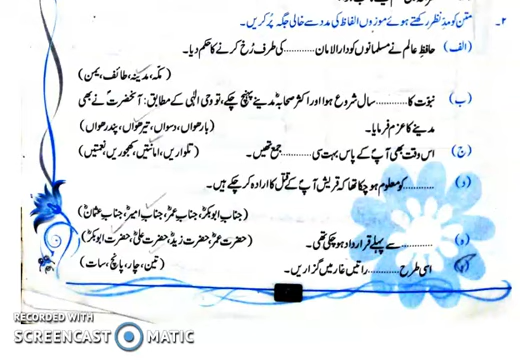 ۲۔ متن کو مدِّ نظر رکھتے ہوئے موزوں الفاظ کی مدد سے خالی جگہ پُر کریں۔
(الف) حافظِ عالم نے مسلمانوں کو دارالامان ............ کی طرف رُخ کرنے کا حکم دیا۔
(مکّہ، مدینہ، طائف، یمن)
(ب) نبوّت کا ............ سال شروع ہوا اور اکثر صحابہؓ مدینے پہنچ چکے، تو وحی الٰہی کے مطابق: آنحضرتؐ نے بھی
مدینے کا عزم فرمایا۔ (بارھواں، دسواں، تیرھواں، پندرھواں)
(ج) اس وقت بھی آپؐ کے پاس بہت سی ............ جمع تھیں۔ (تلواریں، امانتیں، کھجوریں، نعمتیں)
(د) ............ کو معلوم ہو چکا تھا کہ قریش آپؐ کے قتل کا ارادہ کر چکے ہیں۔
(جناب ابوبکرؓ، جناب عمرؓ، جناب امیرؓ، جناب عثمانؓ)
(ہ) ............ سے پہلے قرارداد ہو چکی تھی۔ (حضرت عمرؓ، حضرت زیدؓ، حضرت علیؓ، حضرت ابوبکرؓ)
اسی طرح ............ راتیں غار میں گزاریں۔ (تین، چار، پانچ، سات)
RECORDED WITH
SCREENCAST MATIC